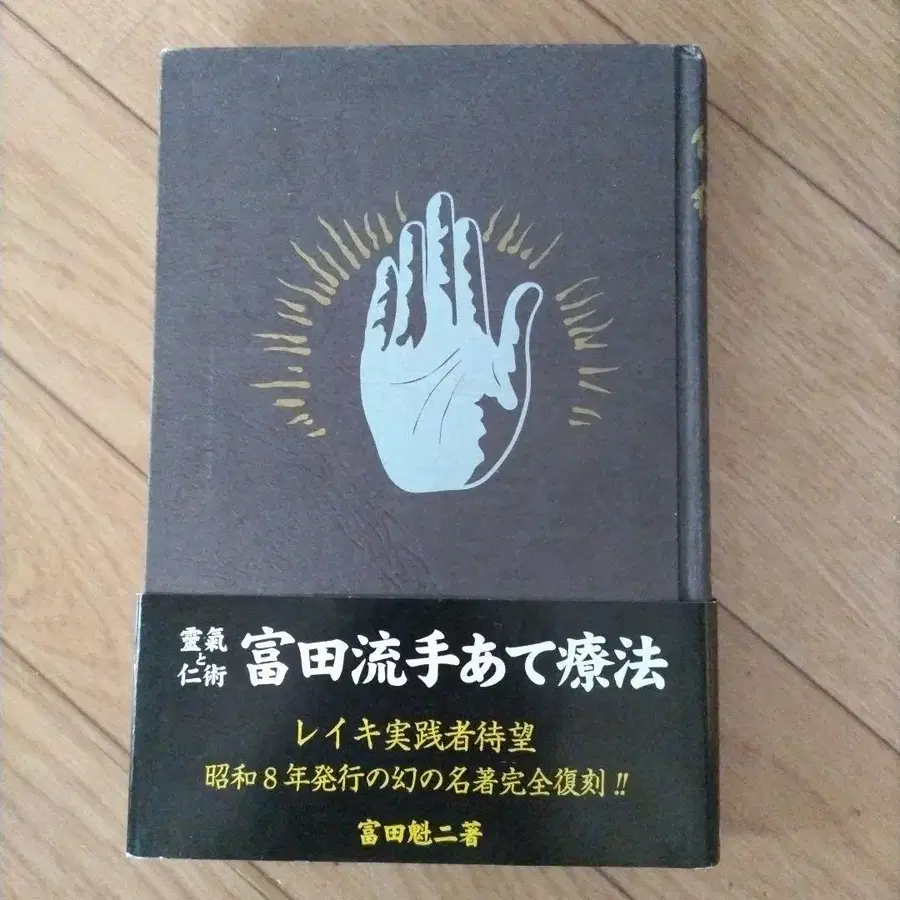 靈氣と仁術
富田流手あて療法
レイキ実践者待望
昭和8年発行の幻の名著完全復刻!!
富田魁二著